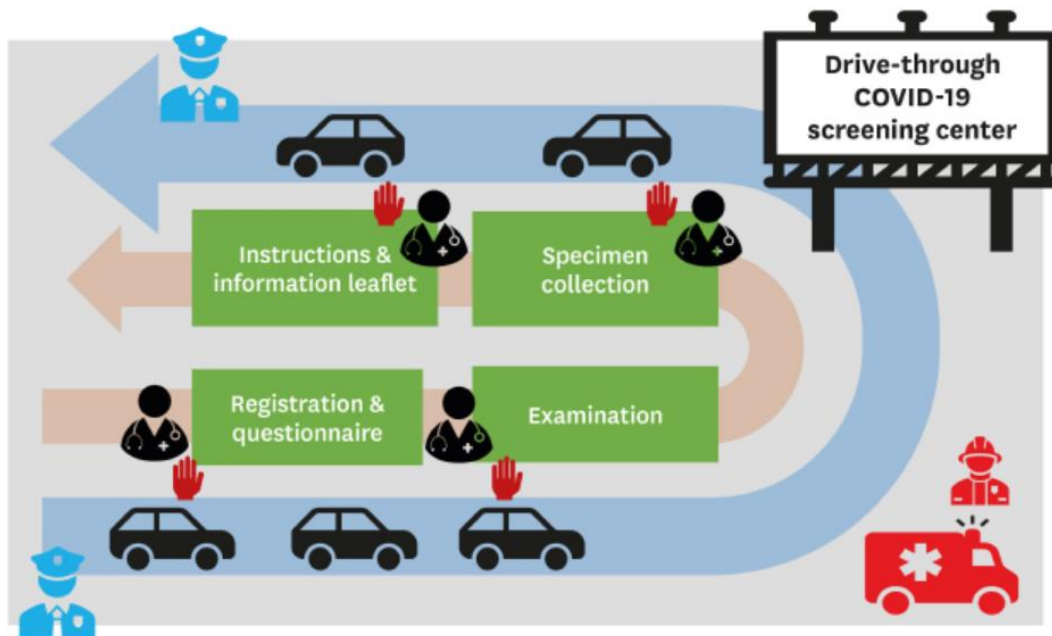 Drive-through
COVID-19
screening center
Instructions &
information leaflet
Specimen
collection
Registration &
questionnaire
Examination